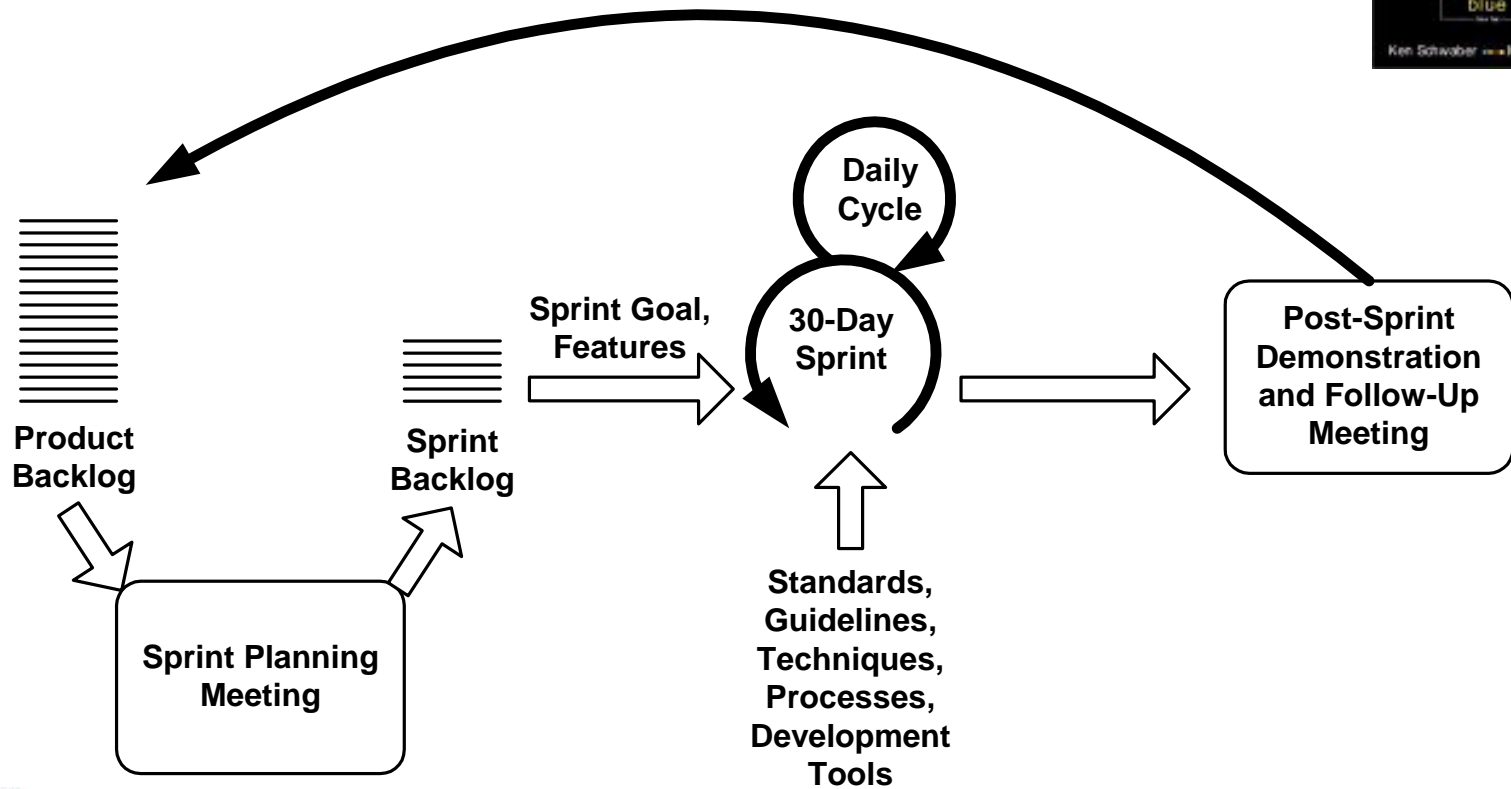 blue
Ken Schwaber
Daily
Cycle
Sprint Goal,
Features
30-Day
Sprint
Post-Sprint
Demonstration
and Follow-Up
Meeting
Product
Backlog
Sprint
Backlog
Sprint Planning
Meeting
Standards,
Guidelines,
Techniques,
Processes,
Development
Tools